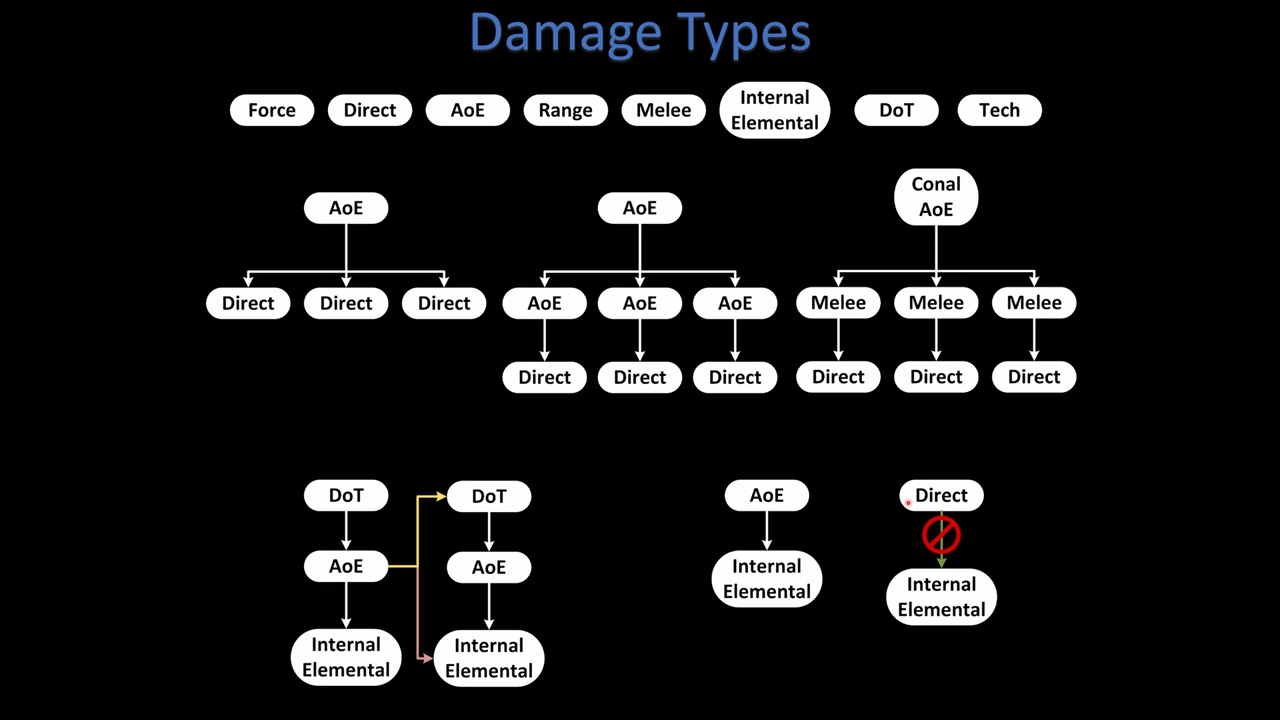 Damage Types
Force
Direct
AoE
Range
Melee
Internal
Elemental
DoT
Tech
AoE
Direct
Direct
Direct
AoE
AoE
AoE
AoE
Direct
Direct
Direct
Conal
AoE
Melee
Melee
Melee
Direct
Direct
Direct
DoT
AoE
Internal
Elemental
DoT
AoE
Internal
Elemental
AoE
Internal
Elemental
Direct
Internal
Elemental